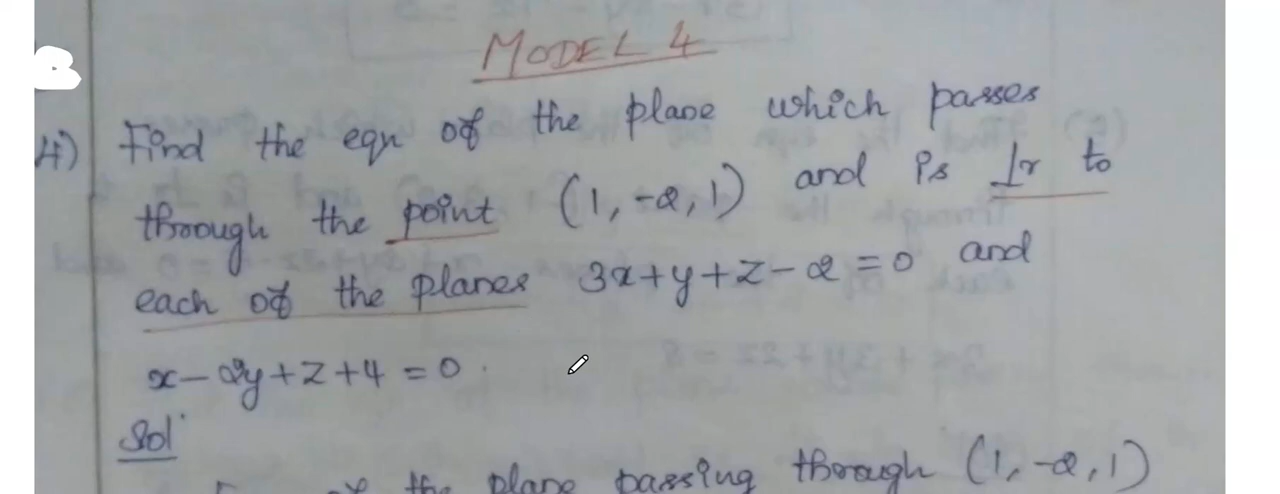 MODEL 4
4) Find the eqn of the plane which passes
through the point (1, -2, 1) and is ⊥r to
each of the planes 3x+y+z-2=0 and
x-2y+z+4=0.
Sol
the plane passing through (1, -2, 1)